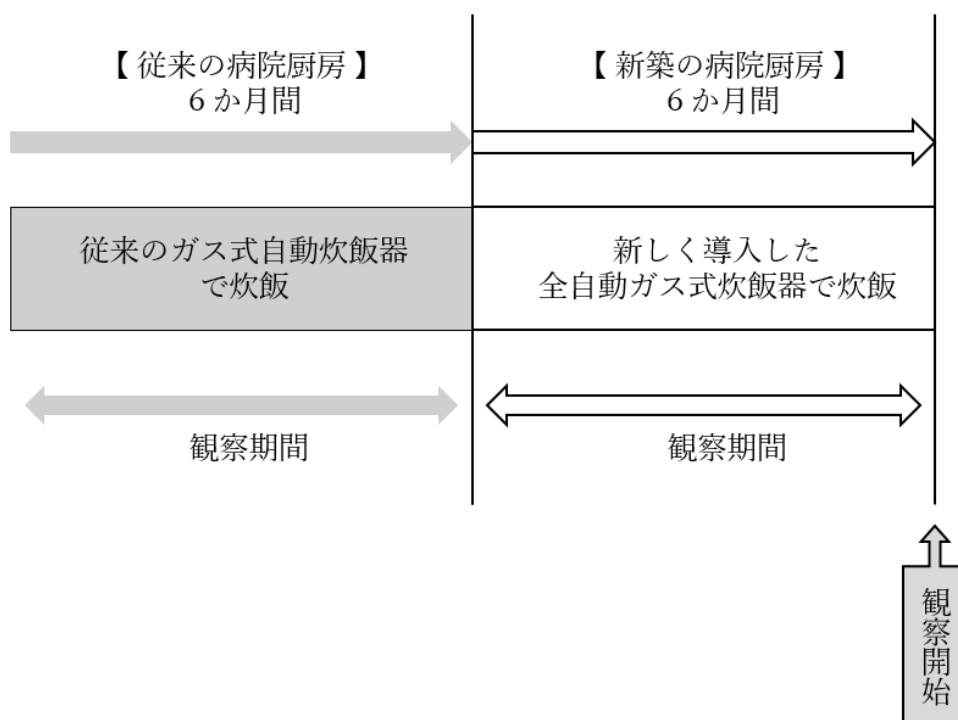 【 従来の病院厨房 】
６か月間
【 新築の病院厨房 】
６か月間
従来のガス式自動炊飯器
で炊飯
新しく導入した
全自動ガス式炊飯器で炊飯
観察期間
観察期間
観察開始